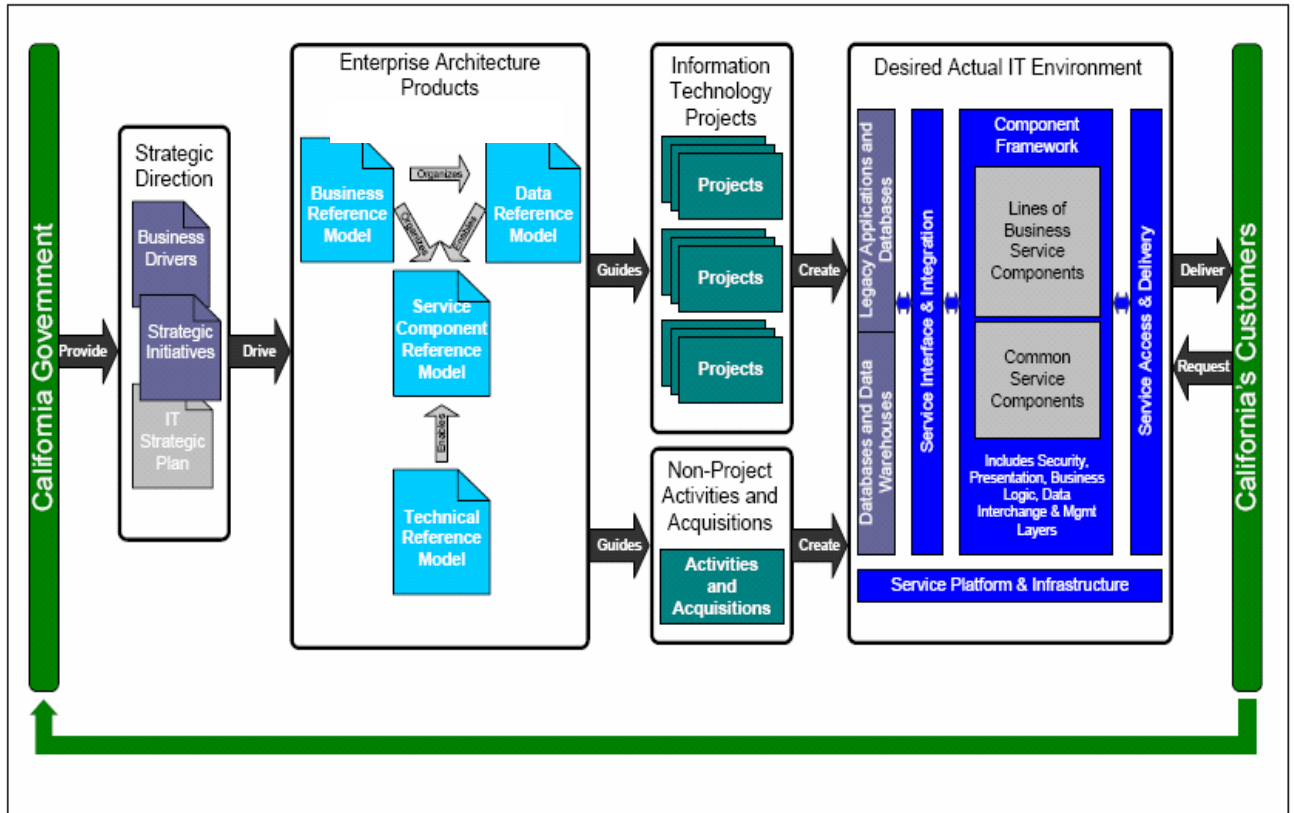 California Government
Provide
Strategic
Direction
Business
Drivers
Strategic
Initiatives
IT
Strategic
Plan
Drive
Enterprise Architecture
Products
Business
Reference
Model
Organizes
Data
Reference
Model
Organizes
Enables
Service
Component
Reference
Model
Enables
Technical
Reference
Model
Guides
Guides
Information
Technology
Projects
Projects
Projects
Projects
Non-Project
Activities and
Acquisitions
Activities
and
Acquisitions
Create
Create
Desired Actual IT Environment
Legacy Applications and
Databases
Databases and Data
Warehouses
Service Interface & Integration
Component
Framework
Lines of
Business
Service
Components
Common
Service
Components
Includes Security,
Presentation, Business
Logic, Data
Interchange & Mgmt
Layers
Service Access & Delivery
Service Platform & Infrastructure
Deliver
Request
California's Customers